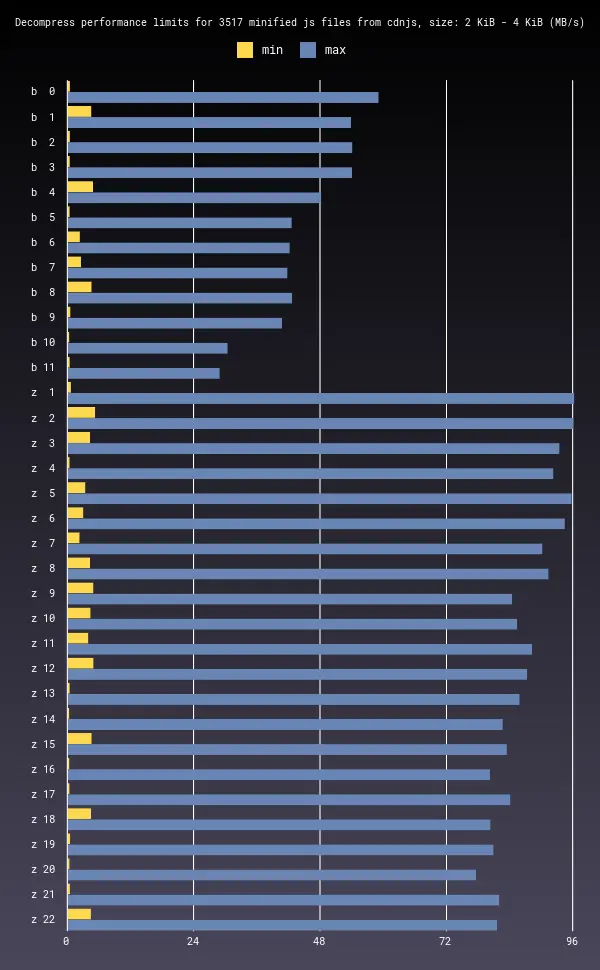 Decompress performance limits for 3517 minified js files from cdnjs, size: 2 KiB - 4 KiB (MB/s)
min max
b 0
b 1
b 2
b 3
b 4
b 5
b 6
b 7
b 8
b 9
b 10
b 11
z 1
z 2
z 3
z 4
z 5
z 6
z 7
z 8
z 9
z 10
z 11
z 12
z 13
z 14
z 15
z 16
z 17
z 18
z 19
z 20
z 21
z 22
0 24 48 72 96